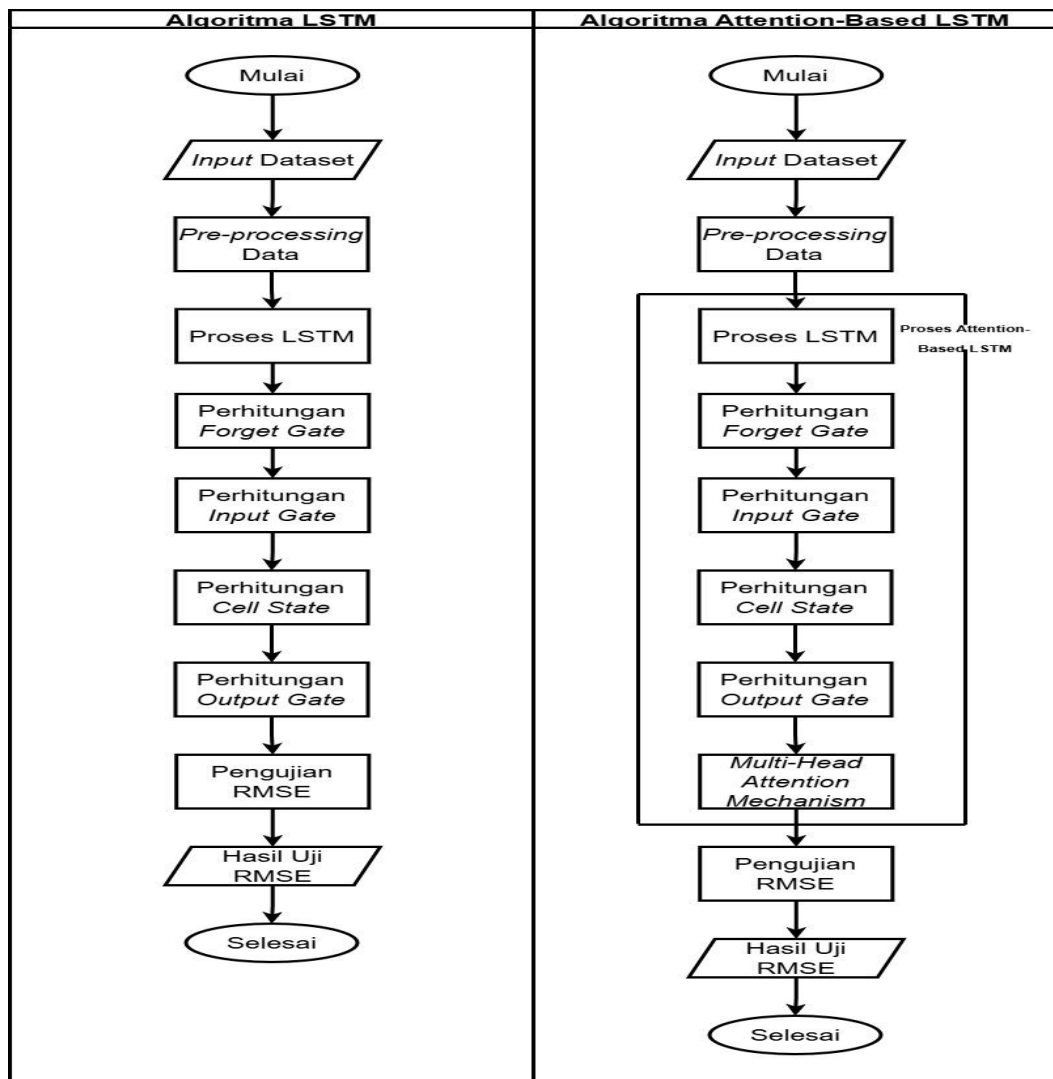 Algoritma LSTM
Mulai
Input Dataset
Pre-processing
Data
Proses LSTM
Perhitungan
Forget Gate
Perhitungan
Input Gate
Perhitungan
Cell State
Perhitungan
Output Gate
Pengujian
RMSE
Hasil Uji
RMSE
Selesai
Algoritma Attention-Based LSTM
Mulai
Input Dataset
Pre-processing
Data
Proses LSTM
Proses Attention-
Based LSTM
Perhitungan
Forget Gate
Perhitungan
Input Gate
Perhitungan
Cell State
Perhitungan
Output Gate
Multi-Head
Attention
Mechanism
Pengujian
RMSE
Hasil Uji
RMSE
Selesai